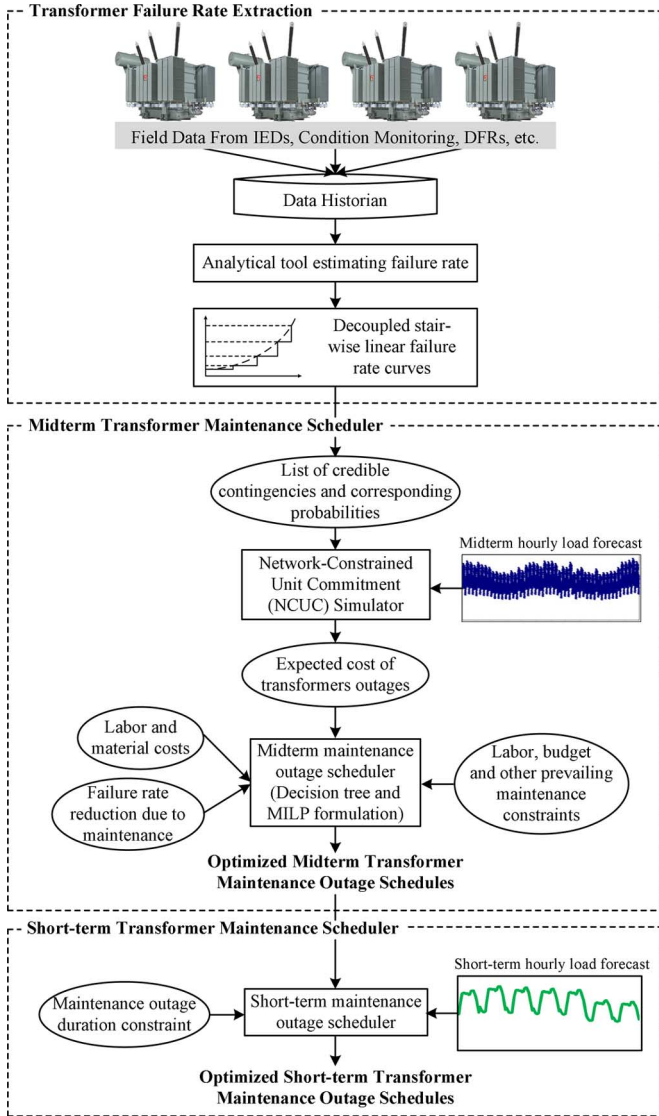 Transformer Failure Rate Extraction
Field Data From IEDs, Condition Monitoring, DFRs, etc.
Data Historian
Analytical tool estimating failure rate
Decoupled stair-
wise linear failure
rate curves
Midterm Transformer Maintenance Scheduler
List of credible
contingencies and corresponding
probabilities
Network-Constrained
Unit Commitment
(NCUC) Simulator
Midterm hourly load forecast
Expected cost of
transformers outages
Labor and
material costs
Failure rate
reduction due to
maintenance
Midterm maintenance
outage scheduler
(Decision tree and
MILP formulation)
Labor, budget
and other prevailing
maintenance
constraints
Optimized Midterm Transformer
Maintenance Outage Schedules
Short-term Transformer Maintenance Scheduler
Maintenance outage
duration constraint
Short-term maintenance
outage scheduler
Short-term hourly load forecast
Optimized Short-term Transformer
Maintenance Outage Schedules